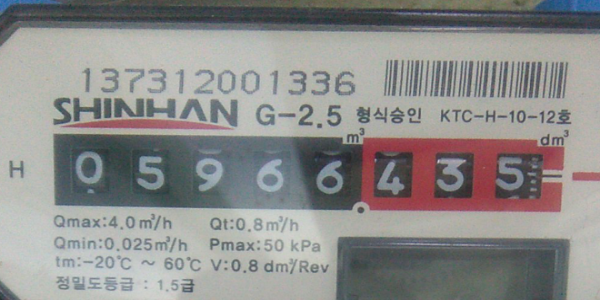 137312001336
SHINHAN G-2.5 형식승인 KTC-H-10-12호
m³ dm³
H 0 5 9 6 6 4 3 5
Qmax:4.0m³/h Qt:0.8m³/h
Qmin:0.025m³/h Pmax:50 kPa
tm:-20℃ ~ 60℃ V:0.8 dm³/Rev
정밀도등급 : 1.5급